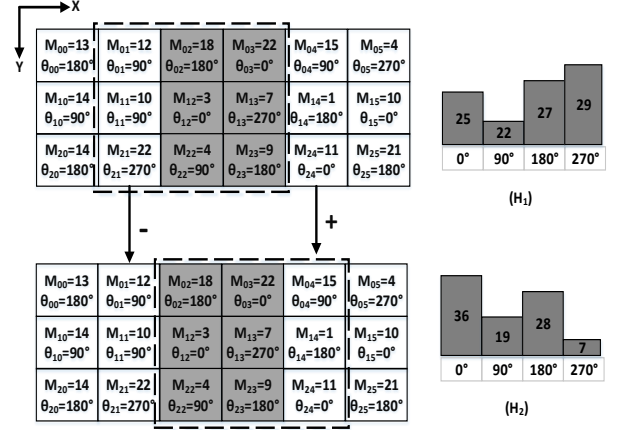 X
Y
M00=13 M01=12 M02=18 M03=22 M04=15 M05=4
θ00=180° θ01=90° θ02=180° θ03=0° θ04=90° θ05=270°
M10=14 M11=10 M12=3 M13=7 M14=1 M15=10
θ10=90° θ11=90° θ12=0° θ13=270° θ14=180° θ15=0°
M20=14 M21=22 M22=4 M23=9 M24=11 M25=21
θ20=180° θ21=270° θ22=90° θ23=180° θ24=0° θ25=180°
25 22 27 29
0° 90° 180° 270°
(H1)
- +
M00=13 M01=12 M02=18 M03=22 M04=15 M05=4
θ00=180° θ01=90° θ02=180° θ03=0° θ04=90° θ05=270°
M10=14 M11=10 M12=3 M13=7 M14=1 M15=10
θ10=90° θ11=90° θ12=0° θ13=270° θ14=180° θ15=0°
M20=14 M21=22 M22=4 M23=9 M24=11 M25=21
θ20=180° θ21=270° θ22=90° θ23=180° θ24=0° θ25=180°
36 19 28 7
0° 90° 180° 270°
(H2)